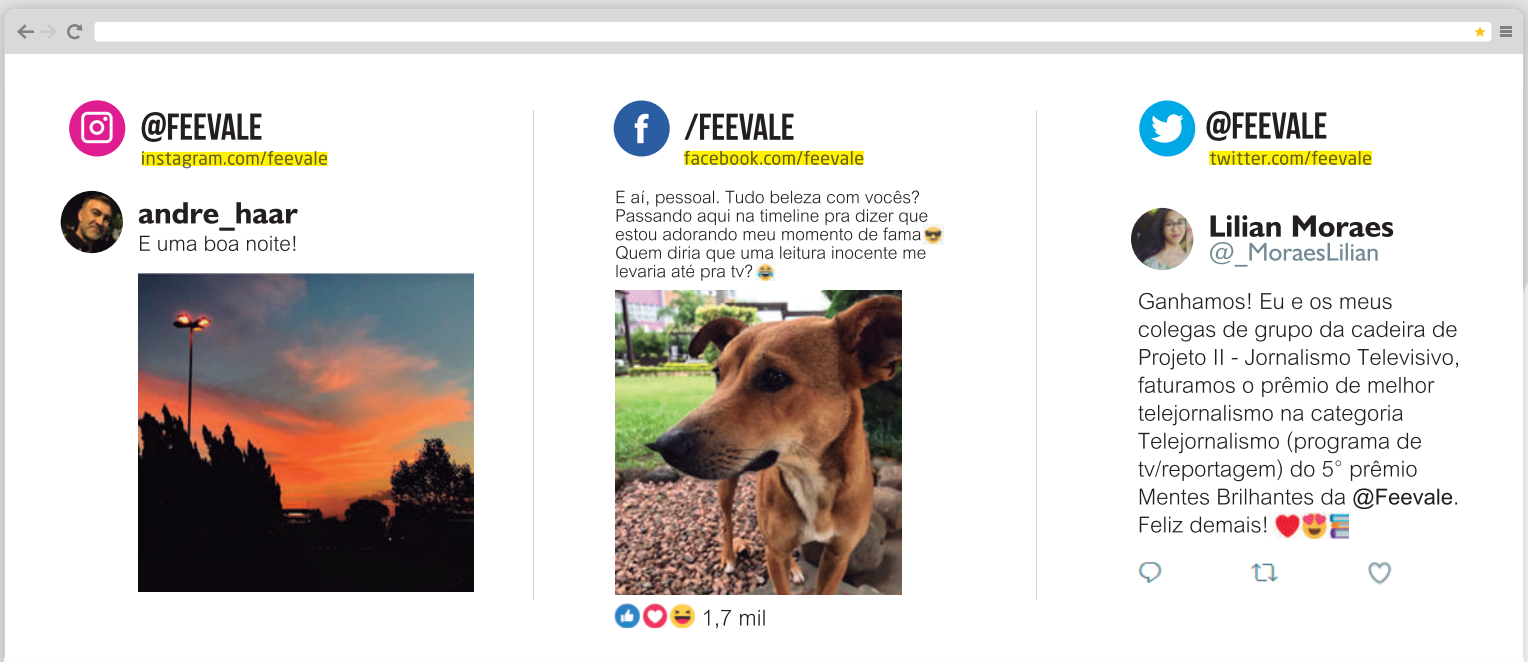 @FEEVALE
instagram.com/feevale
andre_haar
E uma boa noite!
/FEEVALE
facebook.com/feevale
E aí, pessoal. Tudo beleza com vocês?
Passando aqui na timeline pra dizer que
estou adorando meu momento de fama 😎
Quem diria que uma leitura inocente me
levaria até pra tv? 😂
1,7 mil
@FEEVALE
twitter.com/feevale
Lilian Moraes
@_MoraesLilian
Ganhamos! Eu e os meus
colegas de grupo da cadeira de
Projeto II - Jornalismo Televisivo,
faturamos o prêmio de melhor
telejornalismo na categoria
Telejornalismo (programa de
tv/reportagem) do 5° prêmio
Mentes Brilhantes da @Feevale.
Feliz demais! ❤️😍📚